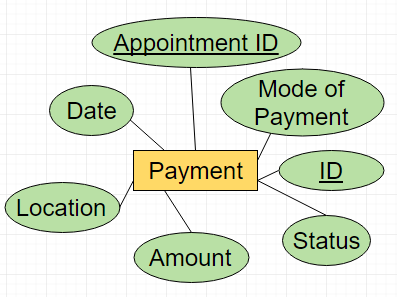 Appointment ID
Mode of
Payment
Date
Payment
ID
Location
Status
Amount